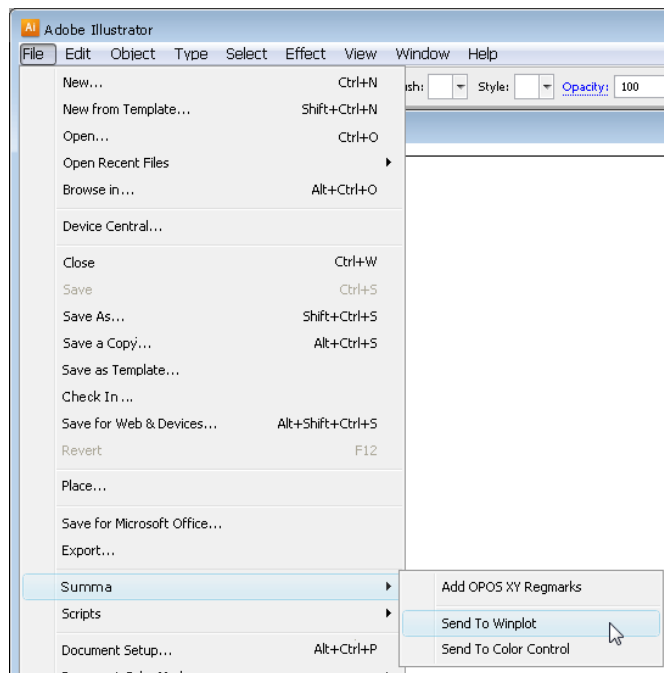 Ai Adobe Illustrator
File Edit Object Type Select Effect View Window Help
New... Ctrl+N
ush: Style: Opacity: 100
New from Template... Shift+Ctrl+N
Open... Ctrl+O
Open Recent Files
Browse in... Alt+Ctrl+O
Device Central...
Close Ctrl+W
Save Ctrl+S
Save As... Shift+Ctrl+S
Save a Copy... Alt+Ctrl+S
Save as Template...
Check In ...
Save for Web & Devices... Alt+Shift+Ctrl+S
Revert F12
Place...
Save for Microsoft Office...
Export...
Summa
Add OPOS XY Regmarks
Scripts
Send To Winplot
Document Setup... Alt+Ctrl+P
Send To Color Control